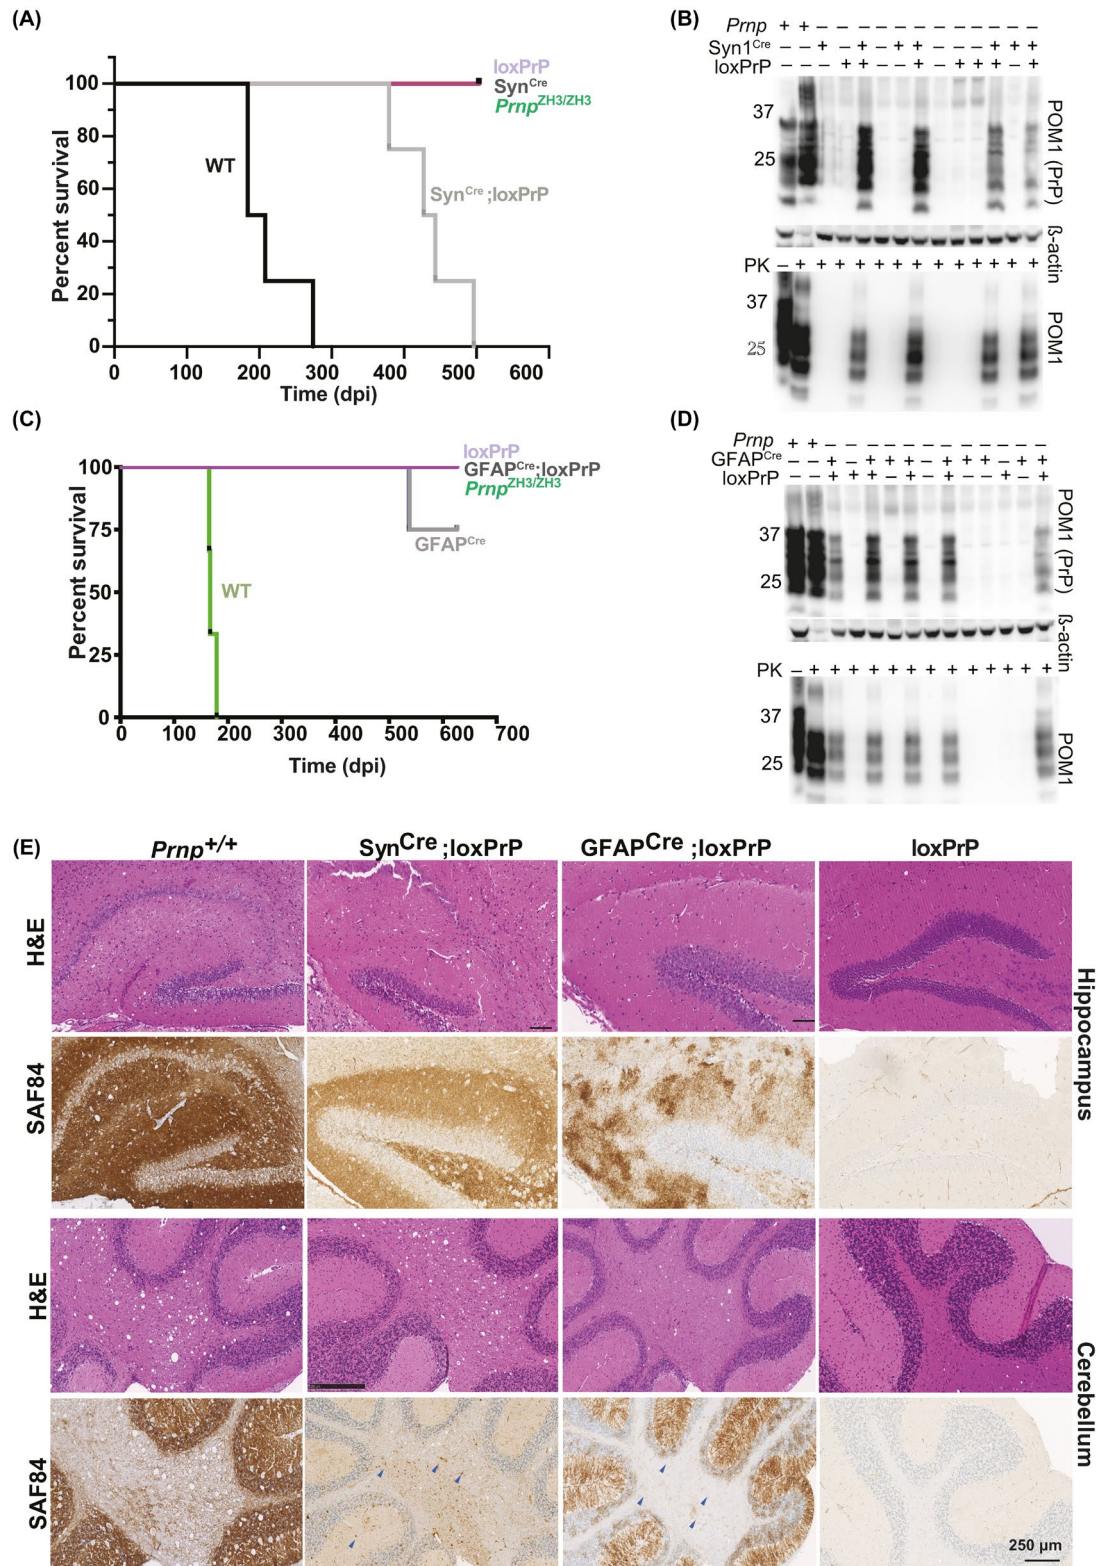 (A)
100
80
60
40
20
0
Percent survival
0 100 200 300 400 500 600
Time (dpi)
WT
loxPrP
Syn^Cre
Prnp^ZH3/ZH3
Syn^Cre ;loxPrP
(B)
Prnp + + – – – – – – – – – – – –
Syn1^Cre – – + – + – + + – – – + + +
loxPrP – – – + + – – + – + + + – +
37
25
POM1 (PrP)
ß-actin
PK – + + + + + + + + + + + + +
37
25
POM1
(C)
100
75
50
25
0
Percent survival
0 100 200 300 400 500 600 700
Time (dpi)
WT
loxPrP
GFAP^Cre;loxPrP
Prnp^ZH3/ZH3
GFAP^Cre
(D)
Prnp + + – – – – – – – – – – – –
GFAP^Cre – – + – + + + – + + + – + +
loxPrP – – + + + – + – + – – + – +
37
25
POM1 (PrP)
ß-actin
PK – + + + + + + + + + + + + +
37
25
POM1
(E)
Prnp^+/+ Syn^Cre ;loxPrP GFAP^Cre ;loxPrP loxPrP
H&E
SAF84
Hippocampus
H&E
SAF84
Cerebellum
250 µm